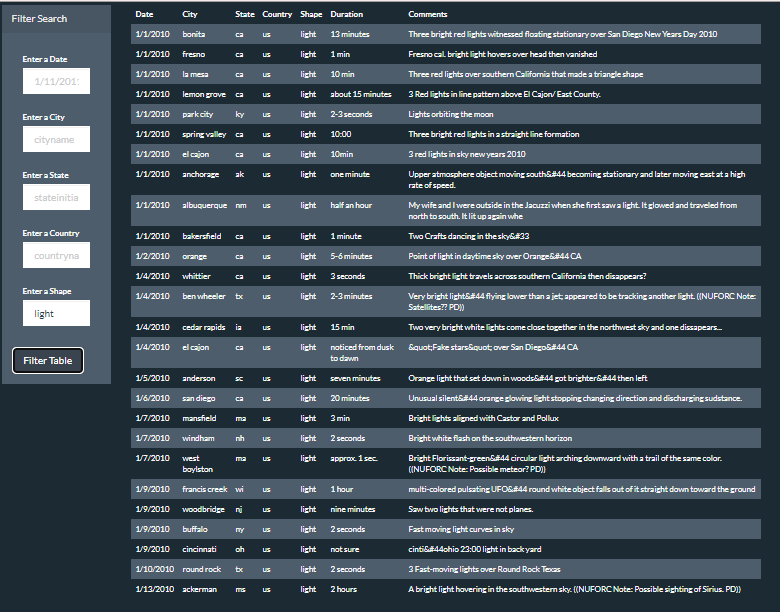 Filter Search
Enter a Date
1/11/201
Enter a City
cityname
Enter a State
stateinitia
Enter a Country
countryna
Enter a Shape
light
Filter Table
Date City State Country Shape Duration Comments
1/1/2010 bonita ca us light 13 minutes Three bright red lights witnessed floating stationary over San Diego New Years Day 2010
1/1/2010 fresno ca us light 1 min Fresno cal. bright light hovers over head then vanished
1/1/2010 la mesa ca us light 10 min Three red lights over southern California that made a triangle shape
1/1/2010 lemon grove ca us light about 15 minutes 3 Red lights in line pattern above El Cajon/ East County.
1/1/2010 park city ky us light 2-3 seconds Lights orbiting the moon
1/1/2010 spring valley ca us light 10:00 Three bright red lights in a straight line formation
1/1/2010 el cajon ca us light 10min 3 red lights in sky new years 2010
1/1/2010 anchorage ak us light one minute Upper atmosphere object moving south&#44 becoming stationary and later moving east at a high
rate of speed.
1/1/2010 albuquerque nm us light half an hour My wife and I were outside in the Jacuzzi when she first saw a light. It glowed and traveled from
north to south. It lit up again whe
1/1/2010 bakersfield ca us light 1 minute Two Crafts dancing in the sky&#33
1/2/2010 orange ca us light 5-6 minutes Point of light in daytime sky over Orange&#44 CA
1/4/2010 whittier ca us light 3 seconds Thick bright light travels across southern California then disappears?
1/4/2010 ben wheeler tx us light 2-3 minutes Very bright light&#44 flying lower than a jet; appeared to be tracking another light. ((NUFORC Note:
Satellites?? PD))
1/4/2010 cedar rapids ia us light 15 min Two very bright white lights come close together in the northwest sky and one dissapears...
1/4/2010 el cajon ca us light noticed from dusk
to dawn &quot;Fake stars&quot; over San Diego&#44 CA
1/5/2010 anderson sc us light seven minutes Orange light that set down in woods&#44 got brighter&#44 then left
1/6/2010 san diego ca us light 20 minutes Unusual silent&#44 orange glowing light stopping changing direction and discharging sudstance.
1/7/2010 mansfield ma us light 3 min Bright lights aligned with Castor and Pollux
1/7/2010 windham nh us light 2 seconds Bright white flash on the southwestern horizon
1/7/2010 west
boylston ma us light approx. 1 sec. Bright Florissant-green&#44 circular light arching downward with a trail of the same color.
((NUFORC Note: Possible meteor? PD))
1/9/2010 francis creek wi us light 1 hour multi-colored pulsating UFO&#44 round white object falls out of it straight down toward the ground
1/9/2010 woodbridge nj us light nine minutes Saw two lights that were not planes.
1/9/2010 buffalo ny us light 2 seconds Fast moving light curves in sky
1/9/2010 cincinnati oh us light not sure cinti&#44ohio 23:00 light in back yard
1/10/2010 round rock tx us light 2 seconds 3 Fast-moving lights over Round Rock Texas
1/13/2010 ackerman ms us light 2 hours A bright light hovering in the southwestern sky. ((NUFORC Note: Possible sighting of Sirius. PD))